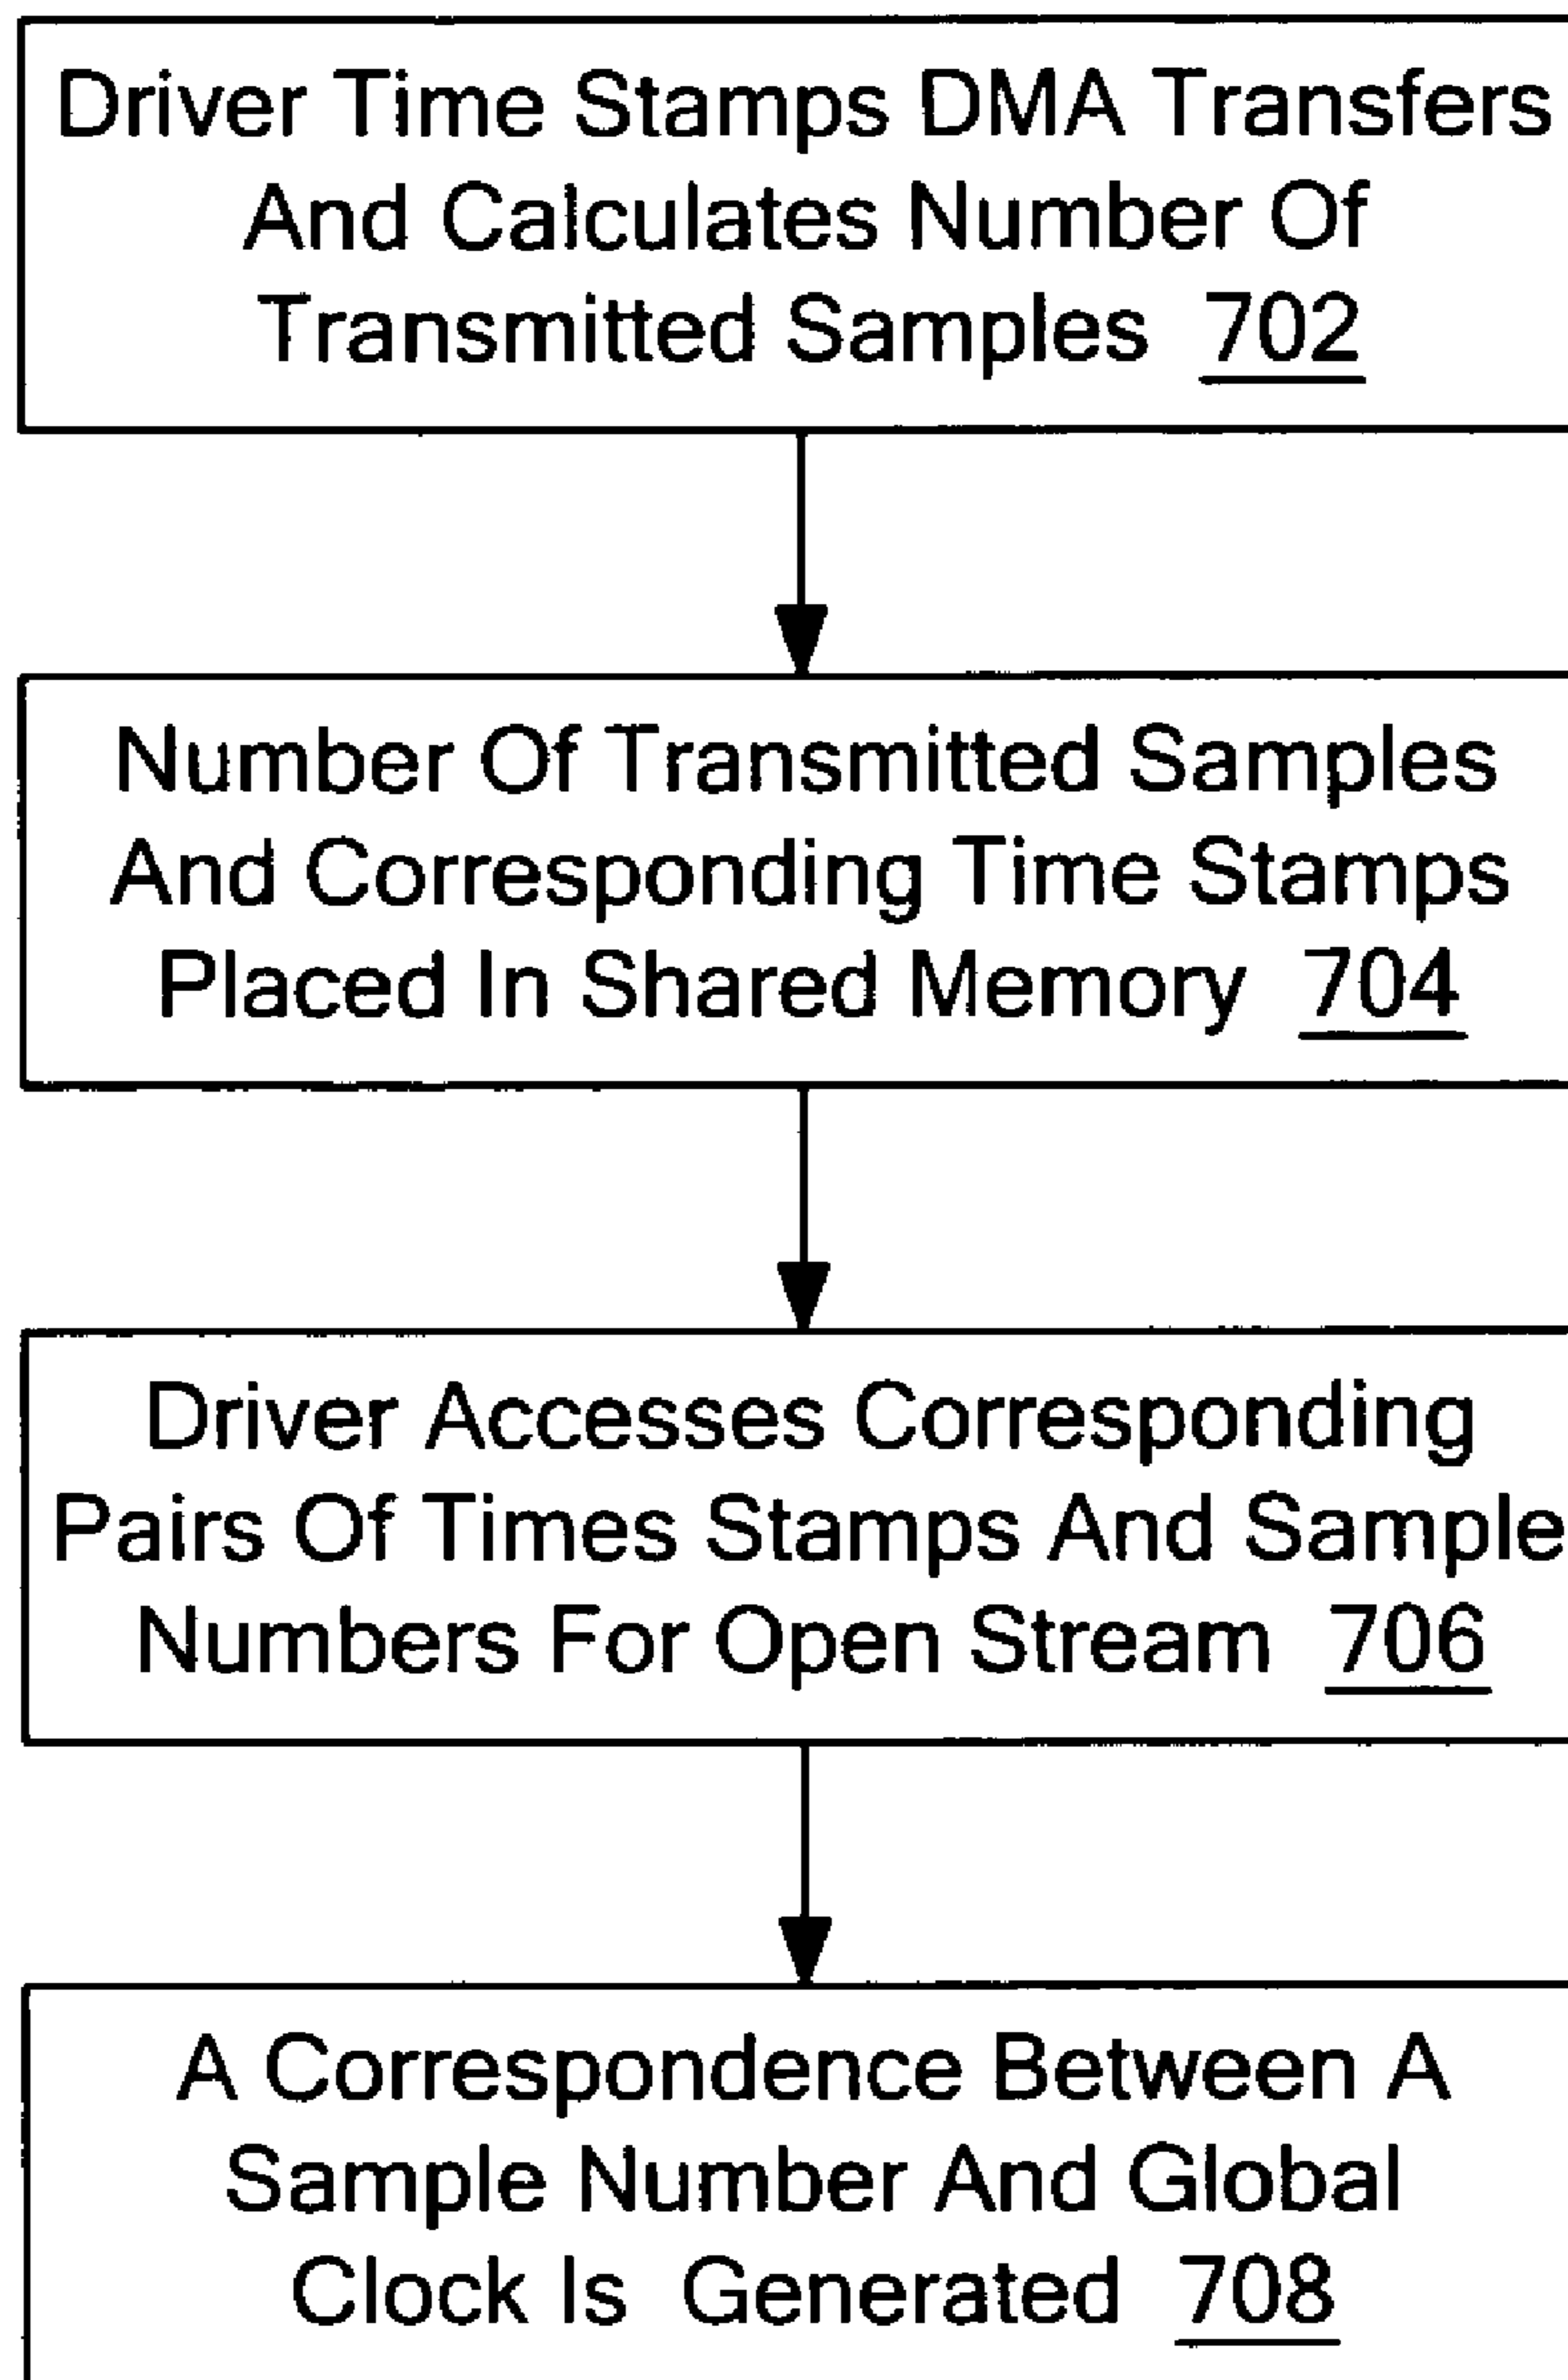 Driver Time Stamps DMA Transfers
And Calculates Number Of
Transmitted Samples 702
Number Of Transmitted Samples
And Corresponding Time Stamps
Placed In Shared Memory 704
Driver Accesses Corresponding
Pairs Of Times Stamps And Sample
Numbers For Open Stream 706
A Correspondence Between A
Sample Number And Global
Clock Is Generated 708